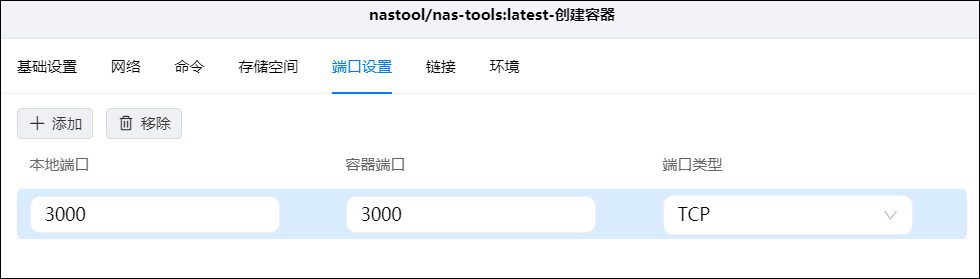 nastool/nas-tools:latest-创建容器
基础设置 网络 命令 存储空间 端口设置 链接 环境
添加 移除
本地端口 容器端口 端口类型
3000 3000 TCP